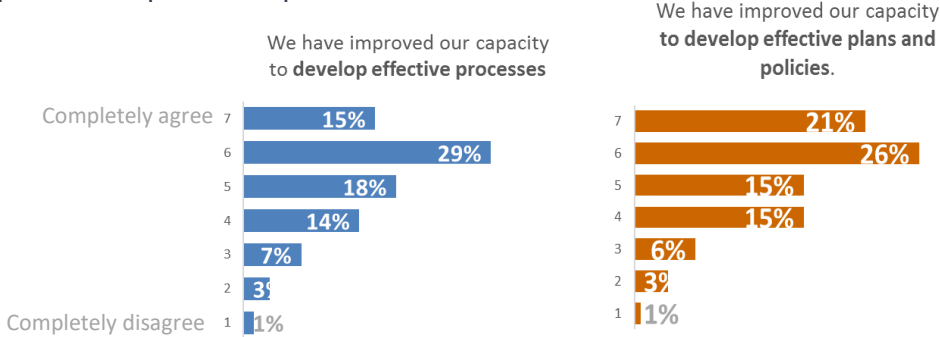 We have improved our capacity
to develop effective processes
Completely agree
7 15%
6 29%
5 18%
4 14%
3 7%
2 3%
Completely disagree 1 1%
We have improved our capacity
to develop effective plans and
policies.
7 21%
6 26%
5 15%
4 15%
3 6%
2 3%
1 1%